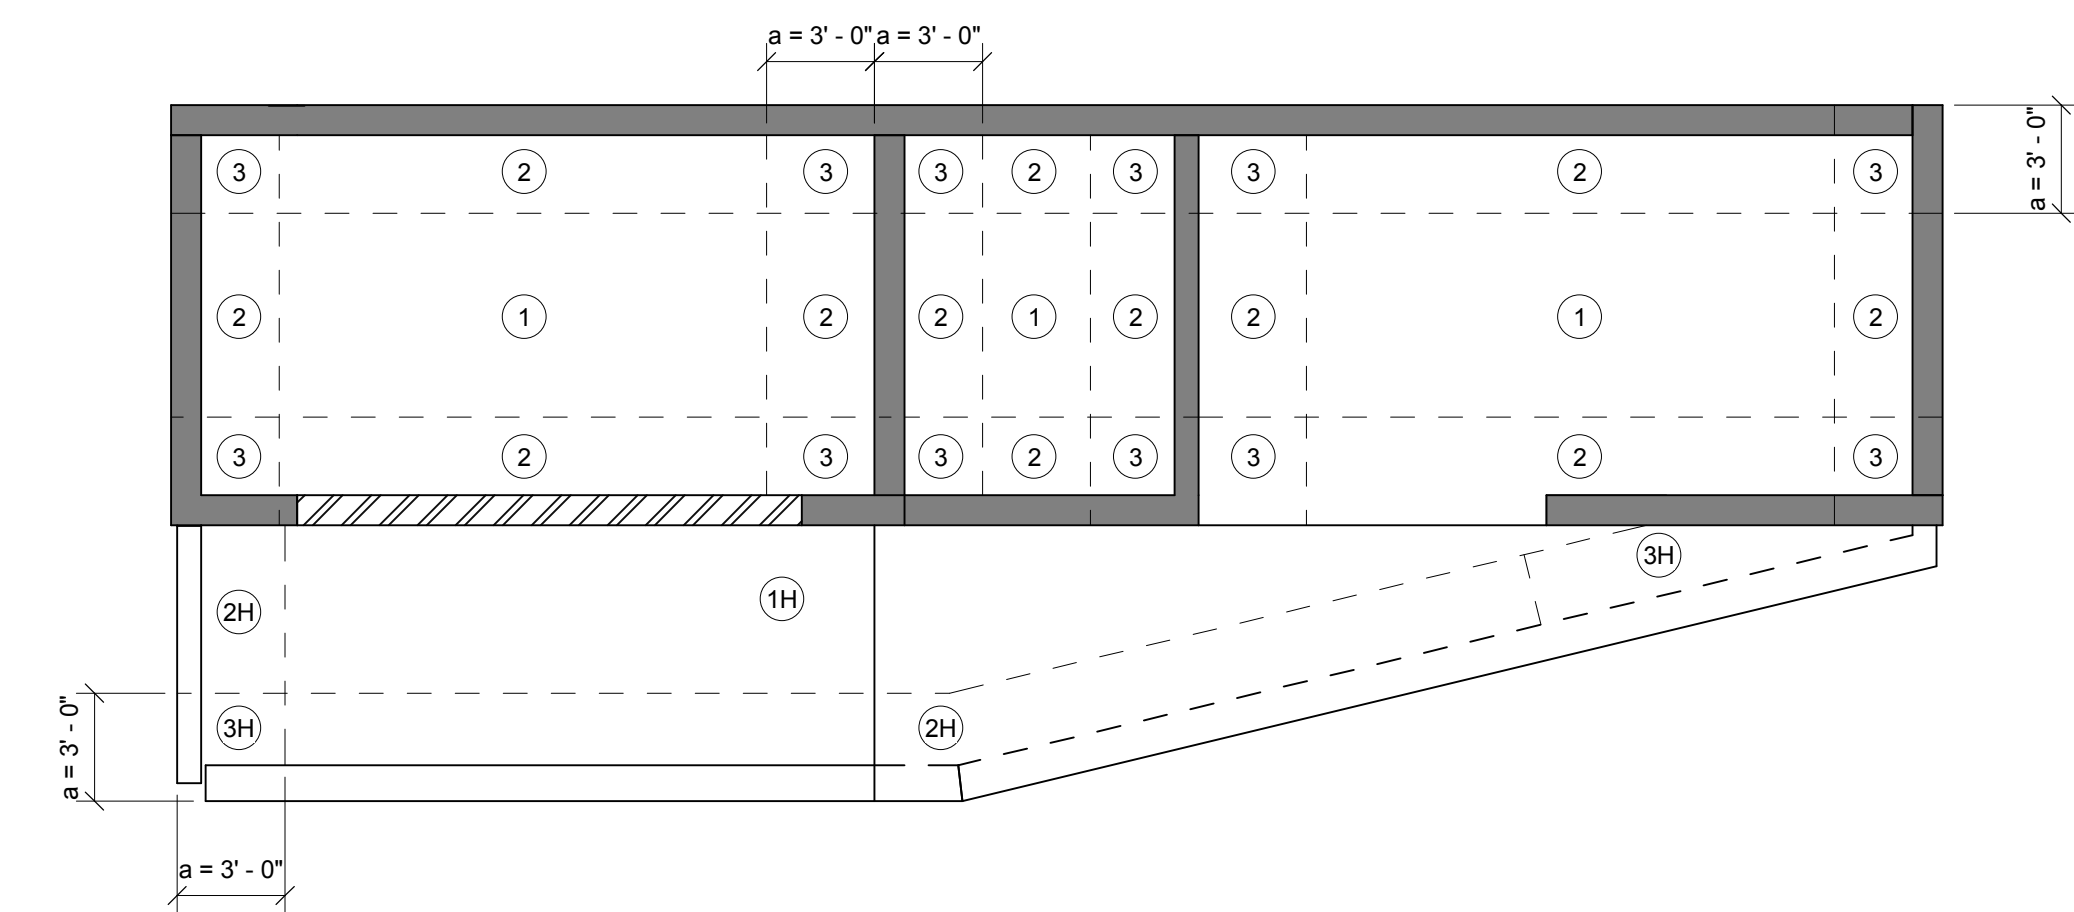 a = 3' - 0" a = 3' - 0"
a = 3' - 0"
3 2 3 3 2 3 3 2 3
2 1 2 2 1 2 2 1 2
3 2 3 3 2 3 3 2 3
3H
1H
2H
3H 2H
a = 3' - 0"
a = 3' - 0"